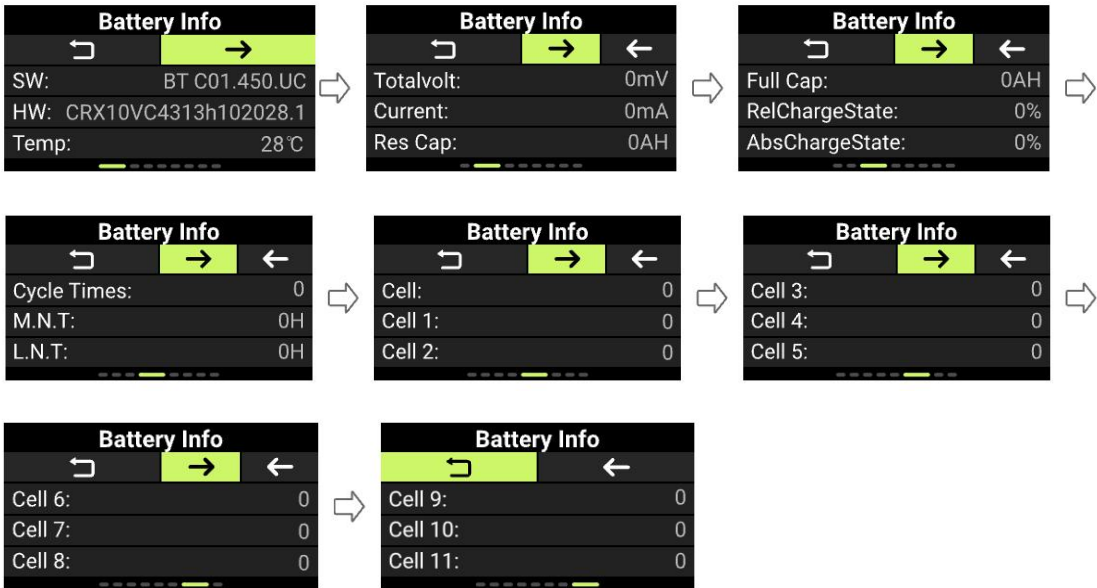 Battery Info
SW: BT C01.450.UC
HW: CRX10VC4313h102028.1
Temp: 28℃
Battery Info
Totalvolt: 0mV
Current: 0mA
Res Cap: 0AH
Battery Info
Full Cap: 0AH
RelChargeState: 0%
AbsChargeState: 0%
Battery Info
Cycle Times: 0
M.N.T: 0H
L.N.T: 0H
Battery Info
Cell: 0
Cell 1: 0
Cell 2: 0
Battery Info
Cell 3: 0
Cell 4: 0
Cell 5: 0
Battery Info
Cell 6: 0
Cell 7: 0
Cell 8: 0
Battery Info
Cell 9: 0
Cell 10: 0
Cell 11: 0